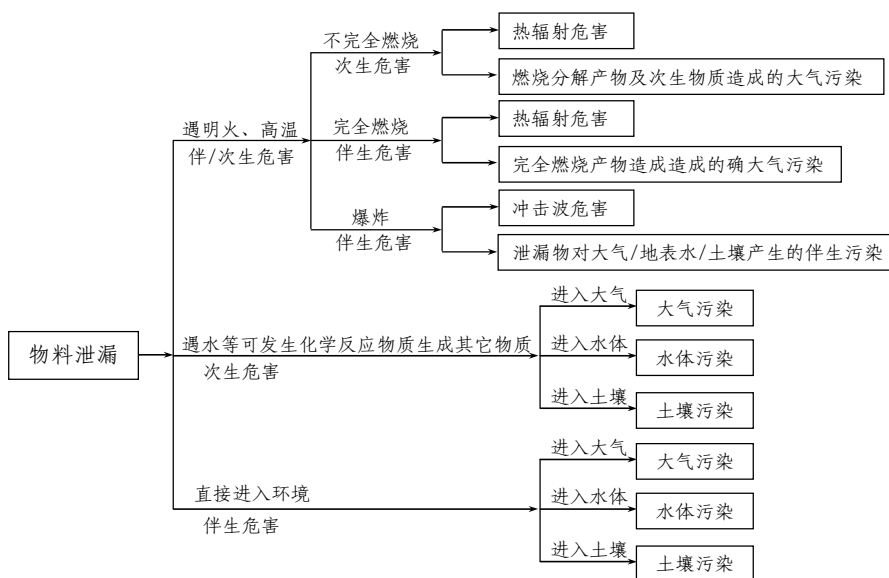 不完全燃烧
次生危害
热辐射危害
燃烧分解产物及次生物质造成的大气污染
遇明火、高温
伴/次生危害
完全燃烧
伴生危害
热辐射危害
完全燃烧产物造成造成的确大气污染
爆炸
伴生危害
冲击波危害
泄漏物对大气/地表水/土壤产生的伴生污染
物料泄漏
遇水等可发生化学反应物质生成其它物质
次生危害
进入大气
大气污染
进入水体
水体污染
进入土壤
土壤污染
直接进入环境
伴生危害
进入大气
大气污染
进入水体
水体污染
进入土壤
土壤污染